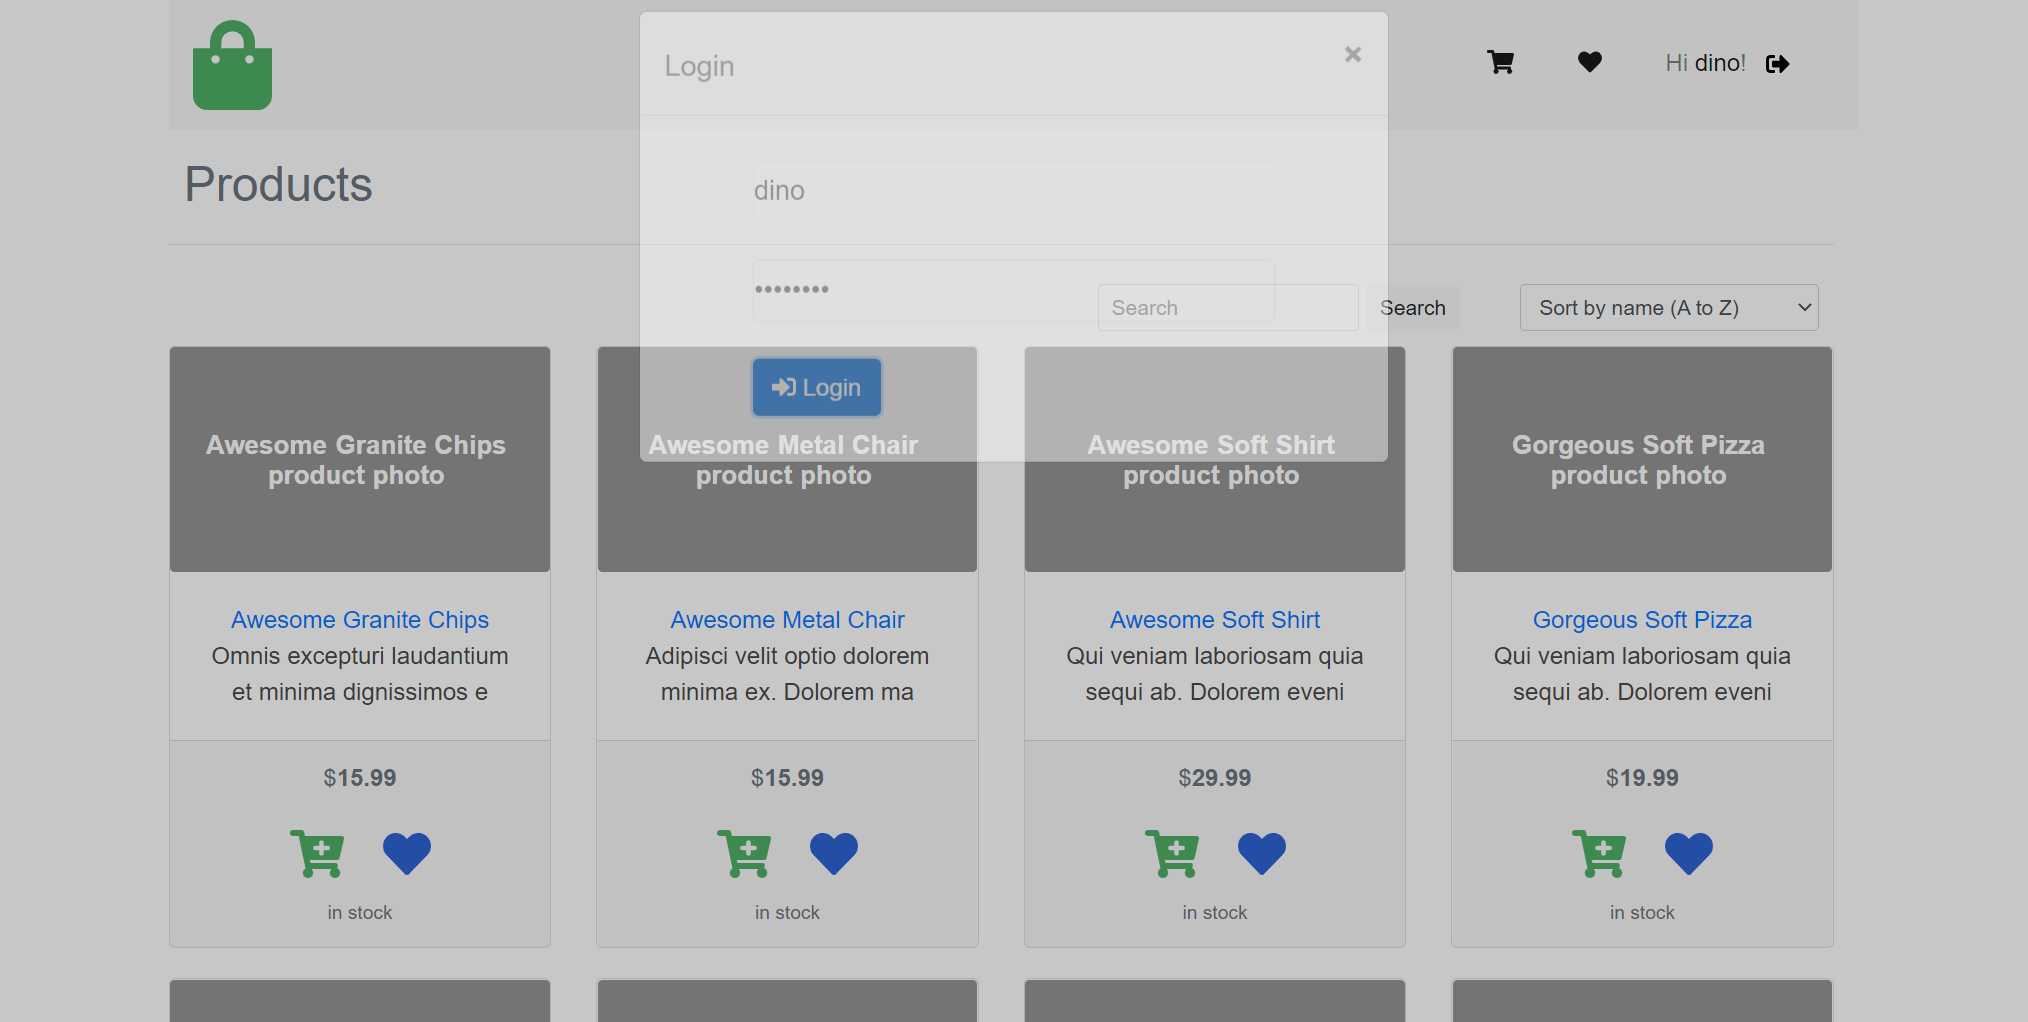 Login
×
Hi dino!
Products
dino
••••••••
Search
Search
Sort by name (A to Z)
Login
Awesome Granite Chips
product photo
Awesome Metal Chair
product photo
Awesome Soft Shirt
product photo
Gorgeous Soft Pizza
product photo
Awesome Granite Chips
Omnis excepturi laudantium
et minima dignissimos e
Awesome Metal Chair
Adipisci velit optio dolorem
minima ex. Dolorem ma
Awesome Soft Shirt
Qui veniam laboriosam quia
sequi ab. Dolorem eveni
Gorgeous Soft Pizza
Qui veniam laboriosam quia
sequi ab. Dolorem eveni
$15.99
$15.99
$29.99
$19.99
in stock
in stock
in stock
in stock